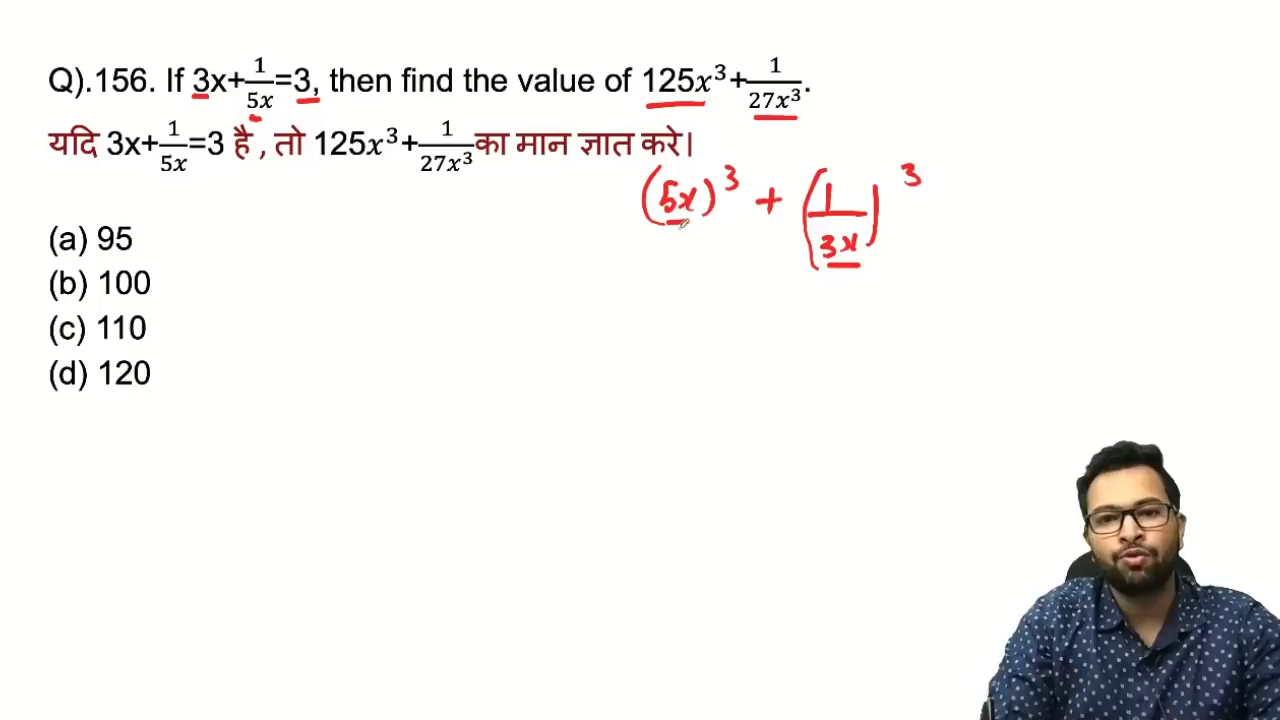 Q).156. If 3x+1/5x=3, then find the value of 125x³+1/27x³.
यदि 3x+1/5x=3 है , तो 125x³+1/27x³ का मान ज्ञात करे।
(5x)³ + (1/3x)³
(a) 95
(b) 100
(c) 110
(d) 120